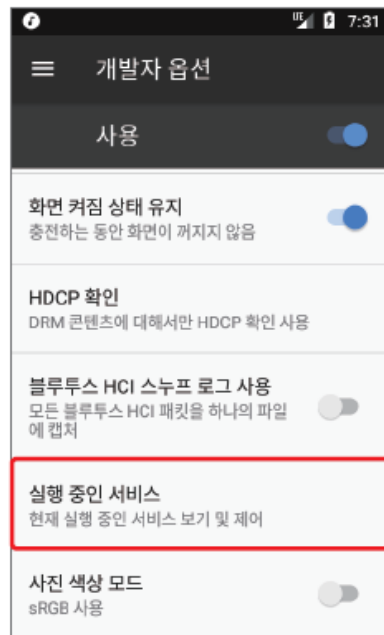 LTE 7:31
개발자 옵션
사용
화면 켜짐 상태 유지
충전하는 동안 화면이 꺼지지 않음
HDCP 확인
DRM 콘텐츠에 대해서만 HDCP 확인 사용
블루투스 HCI 스누프 로그 사용
모든 블루투스 HCI 패킷을 하나의 파일
에 캡처
실행 중인 서비스
현재 실행 중인 서비스 보기 및 제어
사진 색상 모드
sRGB 사용